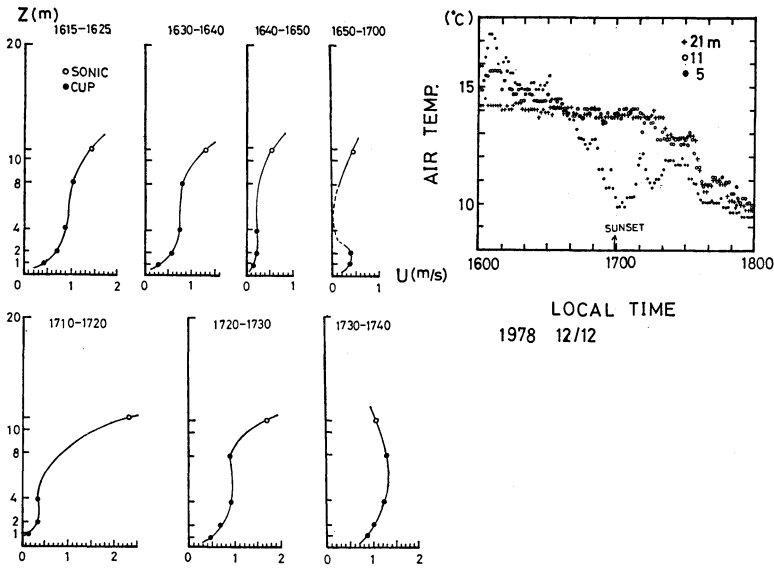 Z(m)
1615-1625
1630-1640
1640-1650
1650-1700
20
○SONIC
●CUP
10
8
4
2
1
0 1 2
0 1 2
0 1
0 1
U(m/s)
(°C)
+21m
○11
●5
15
AIR TEMP.
10
SUNSET
1600 1700 1800
LOCAL TIME
1978 12/12
1710-1720
1720-1730
1730-1740
20
10
8
4
2
1
0 1 2
0 1 2
0 1 2